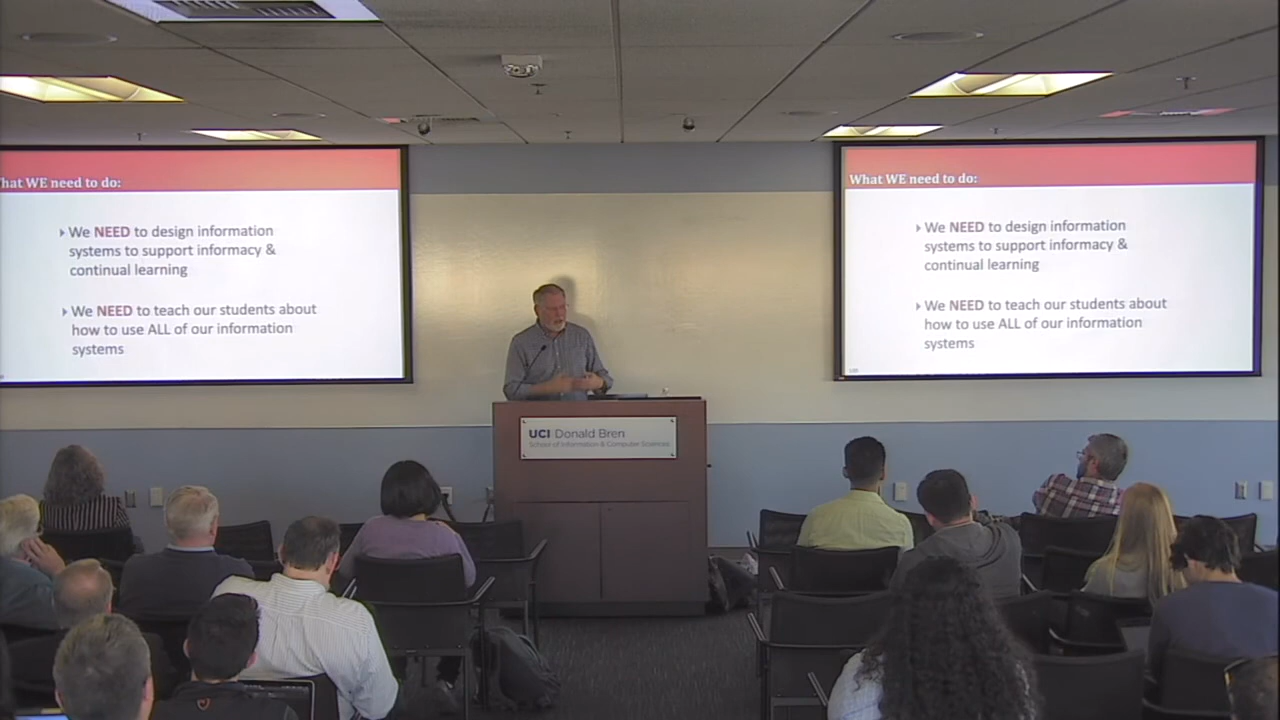 hat WE need to do:
We NEED to design information
systems to support informacy &
continual learning
We NEED to teach our students about
how to use ALL of our information
systems
What WE need to do:
We NEED to design information
systems to support informacy &
continual learning
We NEED to teach our students about
how to use ALL of our information
systems
UCI Donald Bren
School of Information & Computer Sciences